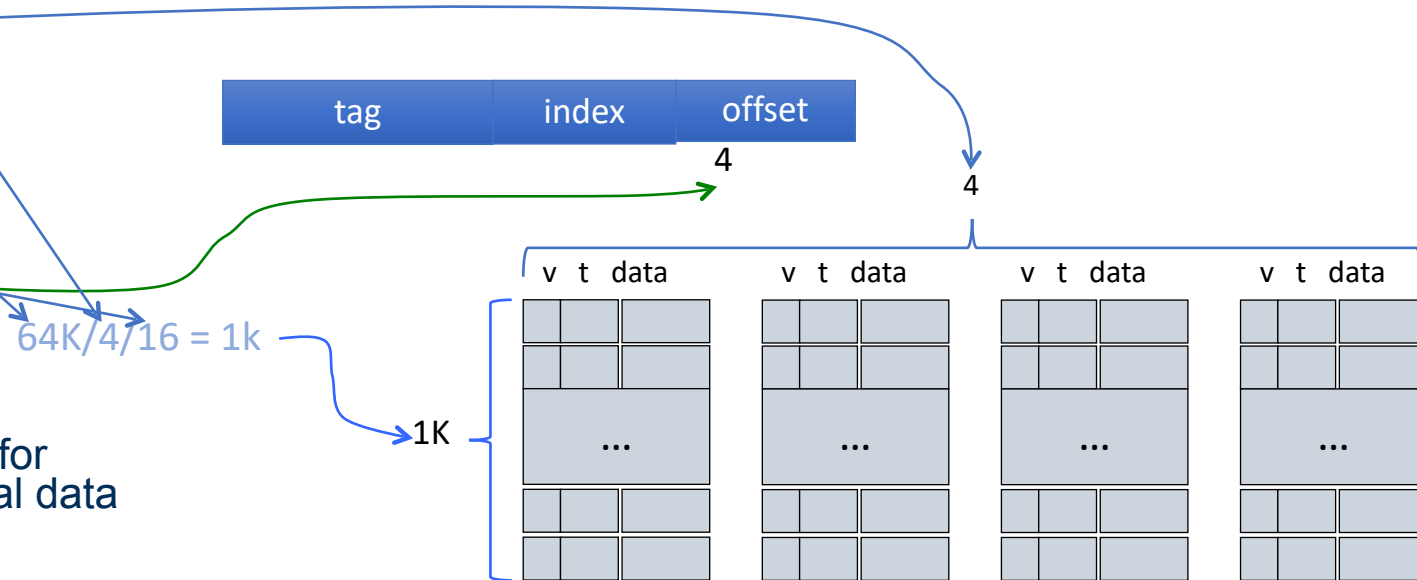 tag index offset
4
4
v t data v t data v t data v t data
64K/4/16 = 1k
1K
... ... ... ...
for
al data